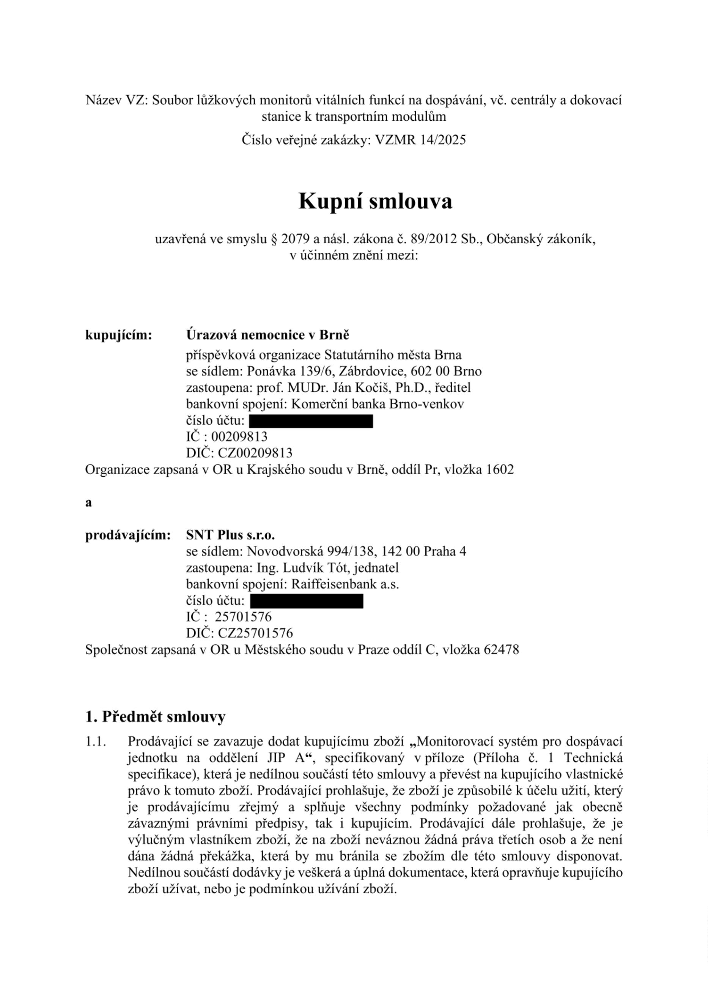 Název VZ: Soubor lůžkových monitorů vitálních funkcí na dospávání, vč. centrály a dokovací
stanice k transportním modulům
Číslo veřejné zakázky: VZMR 14/2025
Kupní smlouva
uzavřená ve smyslu § 2079 a násl. zákona č. 89/2012 Sb., Občanský zákoník,
v účinném znění mezi:
kupujícím: Úrazová nemocnice v Brně
příspěvková organizace Statutárního města Brna
se sídlem: Ponávka 139/6, Zábrdovice, 602 00 Brno
zastoupena: prof. MUDr. Ján Kočiš, Ph.D., ředitel
bankovní spojení: Komerční banka Brno-venkov
číslo účtu:
IČ : 00209813
DIČ: CZ00209813
Organizace zapsaná v OR u Krajského soudu v Brně, oddíl Pr, vložka 1602
a
prodávajícím: SNT Plus s.r.o.
se sídlem: Novodvorská 994/138, 142 00 Praha 4
zastoupena: Ing. Ludvík Tót, jednatel
bankovní spojení: Raiffeisenbank a.s.
číslo účtu:
IČ : 25701576
DIČ: CZ25701576
Společnost zapsaná v OR u Městského soudu v Praze oddíl C, vložka 62478
1. Předmět smlouvy
1.1. Prodávající se zavazuje dodat kupujícímu zboží „Monitorovací systém pro dospávací
jednotku na oddělení JIP A“, specifikovaný v příloze (Příloha č. 1 Technická
specifikace), která je nedílnou součástí této smlouvy a převést na kupujícího vlastnické
právo k tomuto zboží. Prodávající prohlašuje, že zboží je způsobilé k účelu užití, který
je prodávajícímu zřejmý a splňuje všechny podmínky požadované jak obecně
závaznými právními předpisy, tak i kupujícím. Prodávající dále prohlašuje, že je
výlučným vlastníkem zboží, že na zboží neváznou žádná práva třetích osob a že není
dána žádná překážka, která by mu bránila se zbožím dle této smlouvy disponovat.
Nedílnou součástí dodávky je veškerá a úplná dokumentace, která opravňuje kupujícího
zboží užívat, nebo je podmínkou užívání zboží.